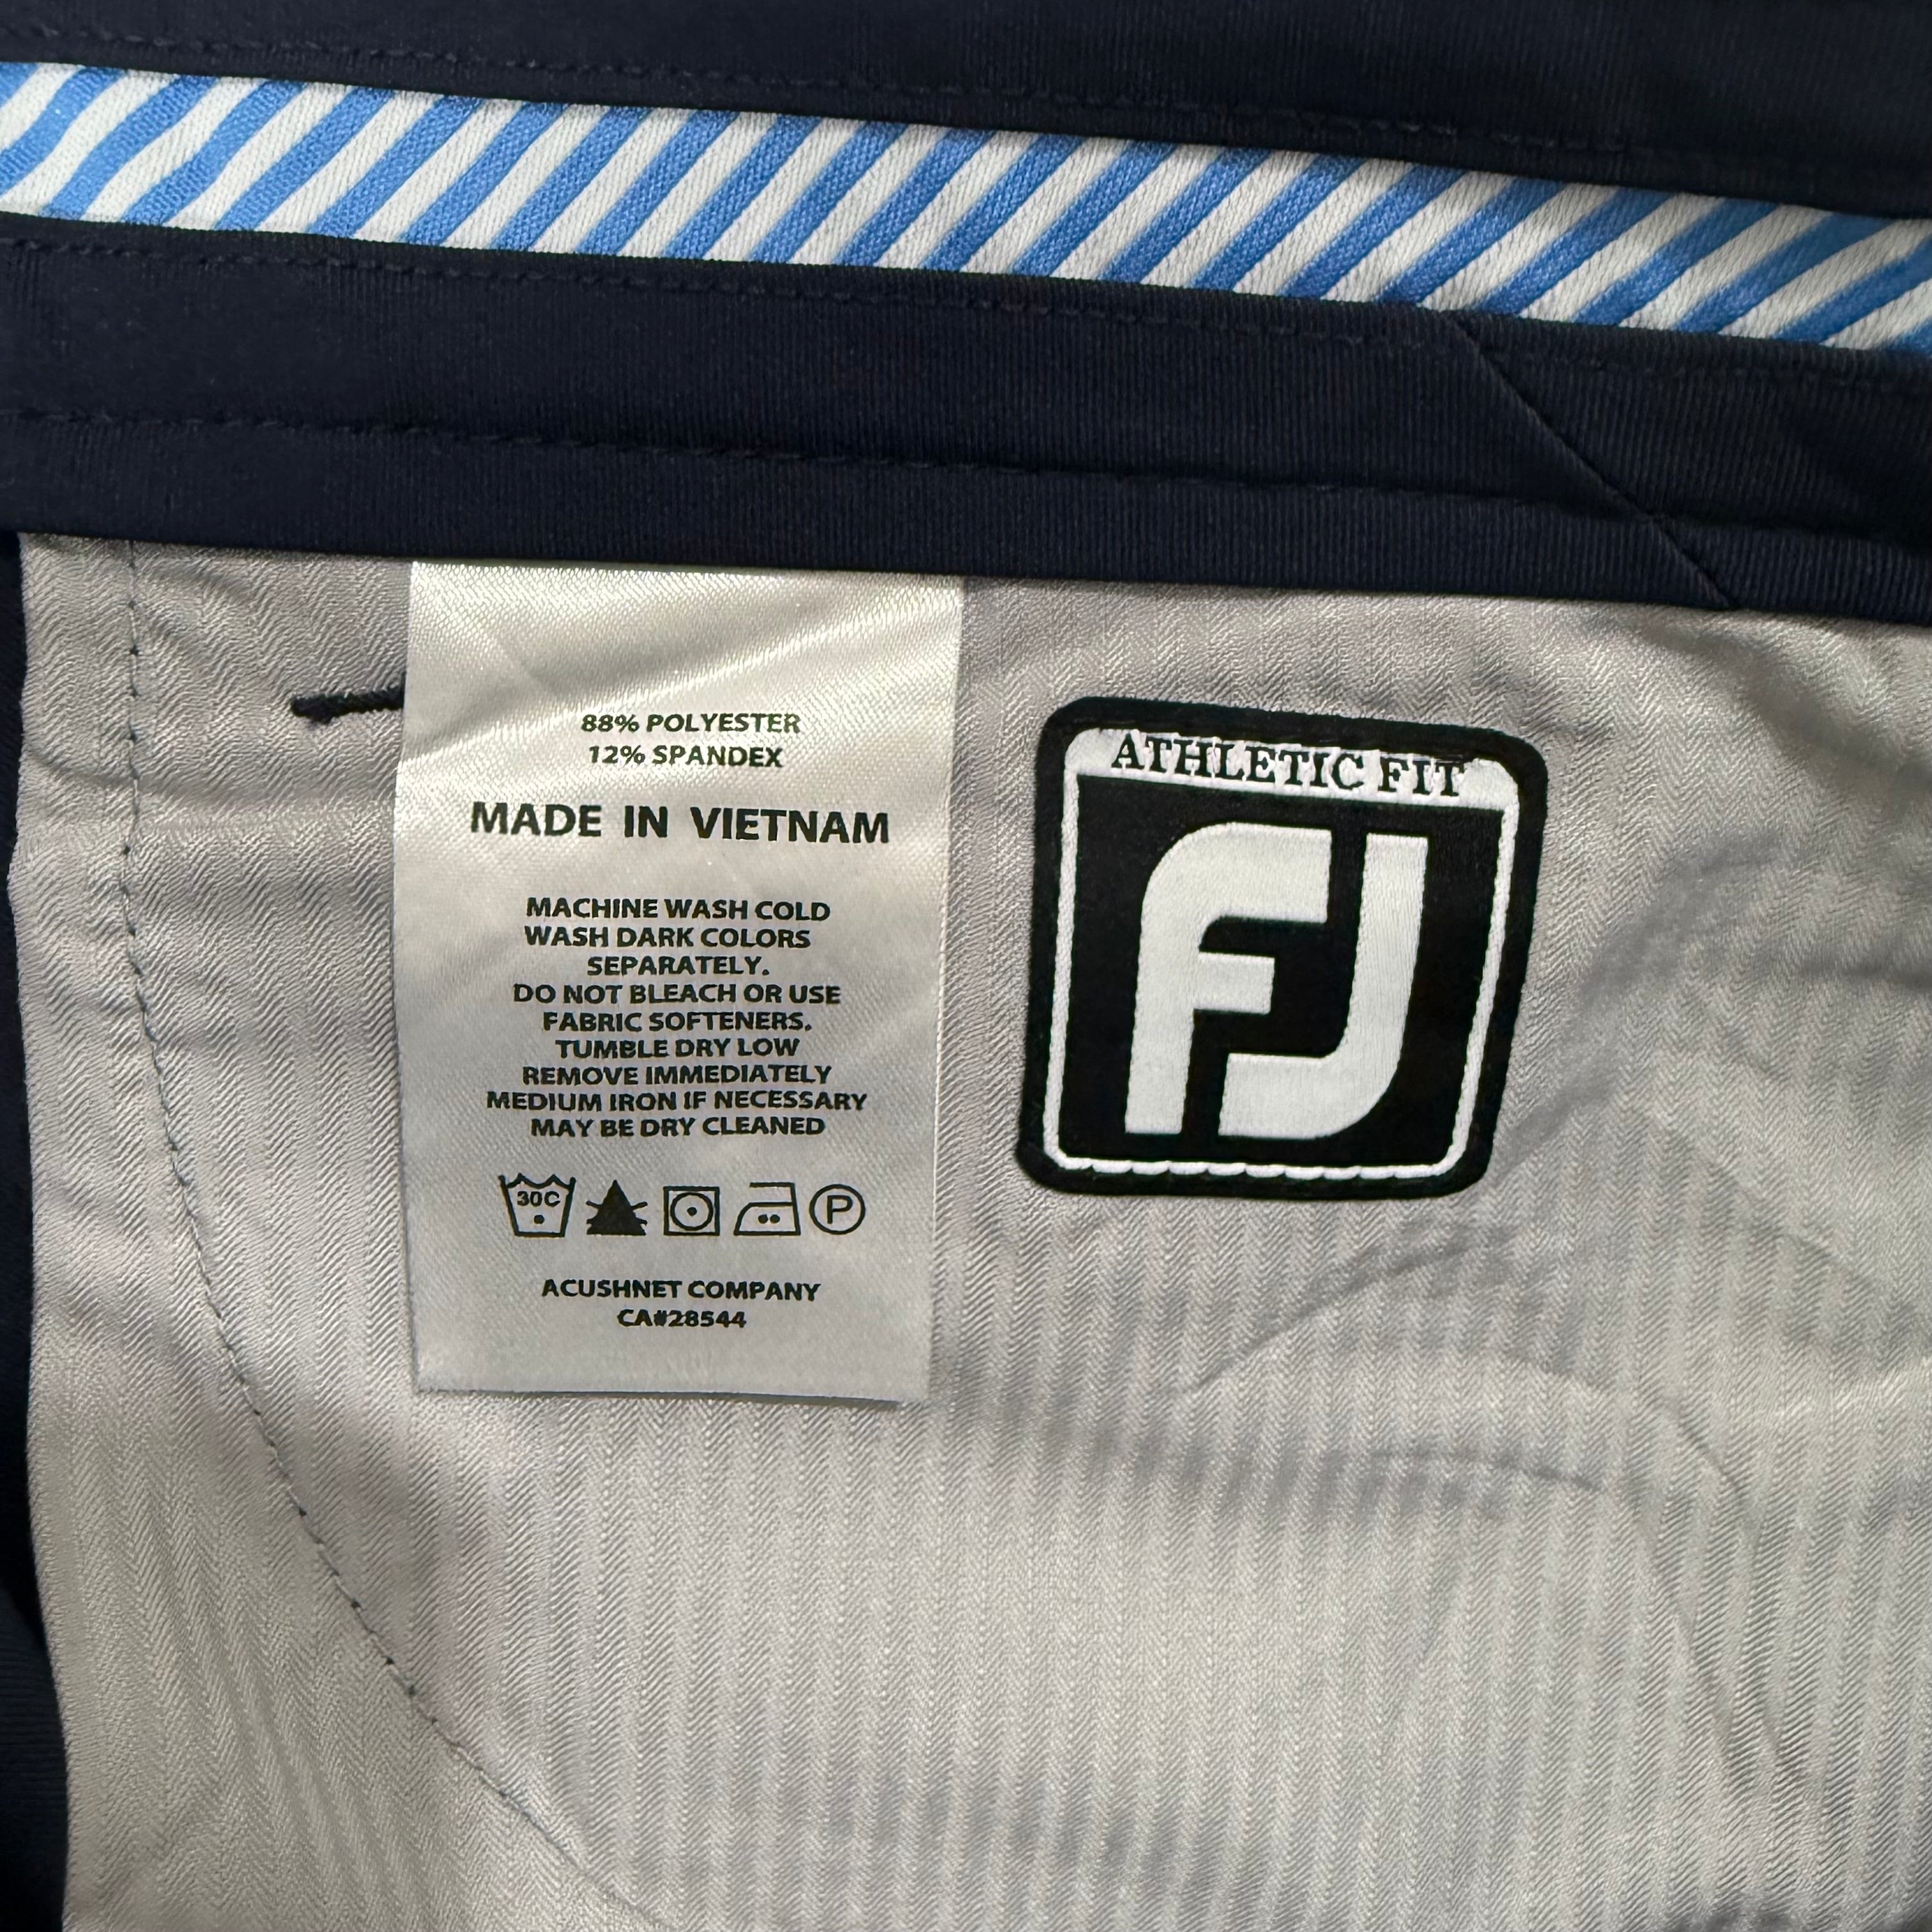 88% POLYESTER
12% SPANDEX
MADE IN VIETNAM
MACHINE WASH COLD
WASH DARK COLORS
SEPARATELY.
DO NOT BLEACH OR USE
FABRIC SOFTENERS.
TUMBLE DRY LOW
REMOVE IMMEDIATELY
MEDIUM IRON IF NECESSARY
MAY BE DRY CLEANED
30C P
ACUSHNET COMPANY
CA#28544
ATHLETIC FIT
FJ